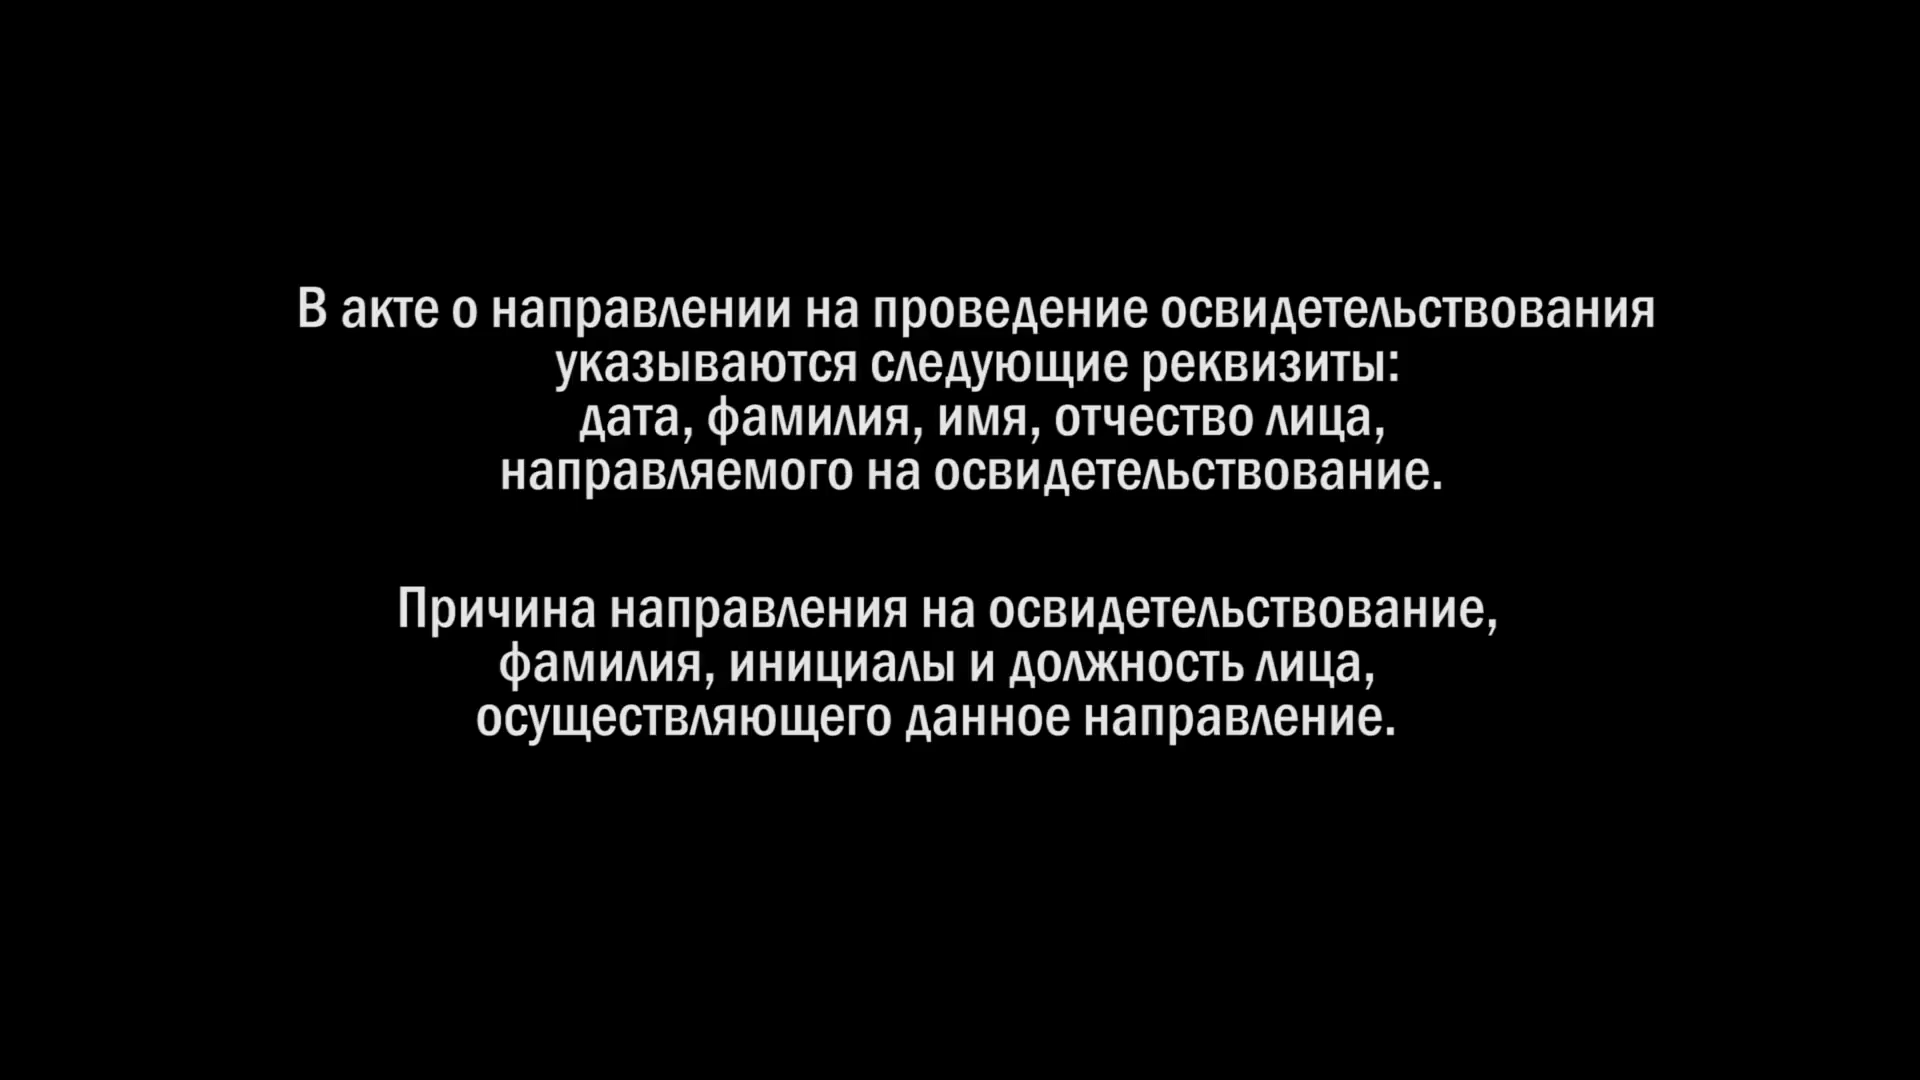 В акте о направлении на проведение освидетельствования
указываются следующие реквизиты:
дата, фамилия, имя, отчество лица,
направляемого на освидетельствование.
Причина направления на освидетельствование,
фамилия, инициалы и должность лица,
осуществляющего данное направление.